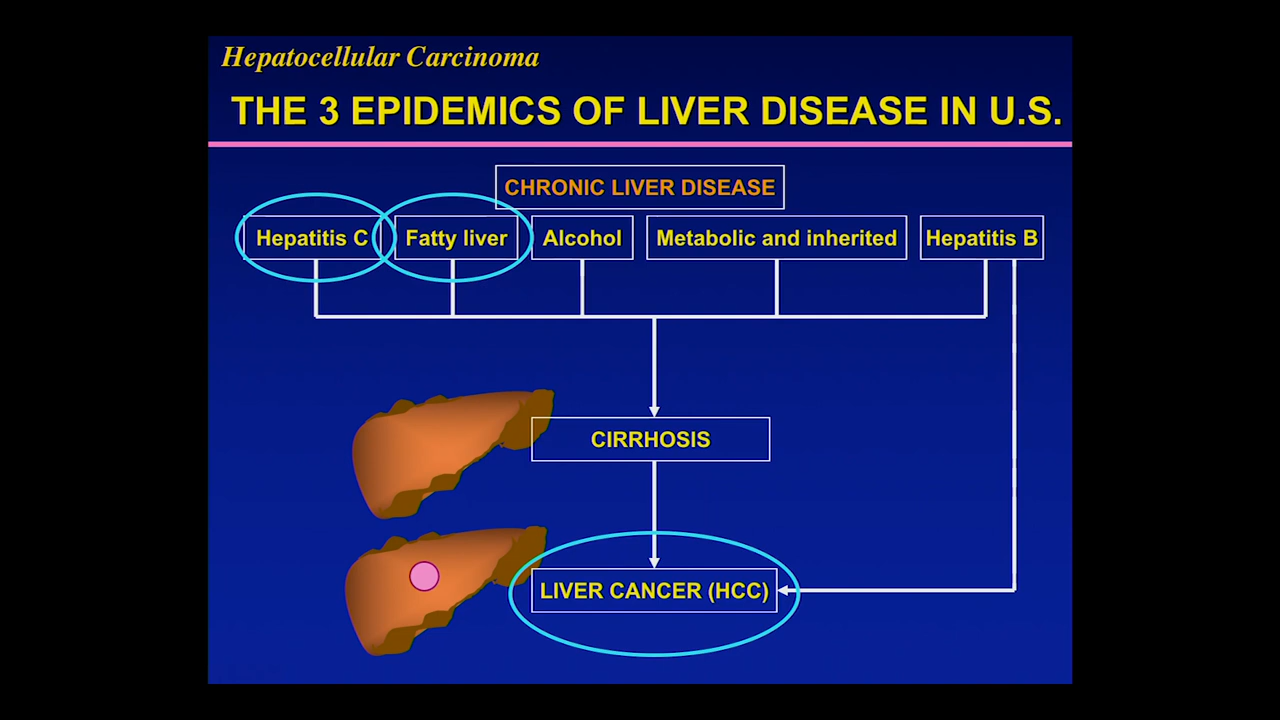 Hepatocellular Carcinoma
THE 3 EPIDEMICS OF LIVER DISEASE IN U.S.
CHRONIC LIVER DISEASE
Hepatitis C Fatty liver Alcohol Metabolic and inherited Hepatitis B
CIRRHOSIS
LIVER CANCER (HCC)